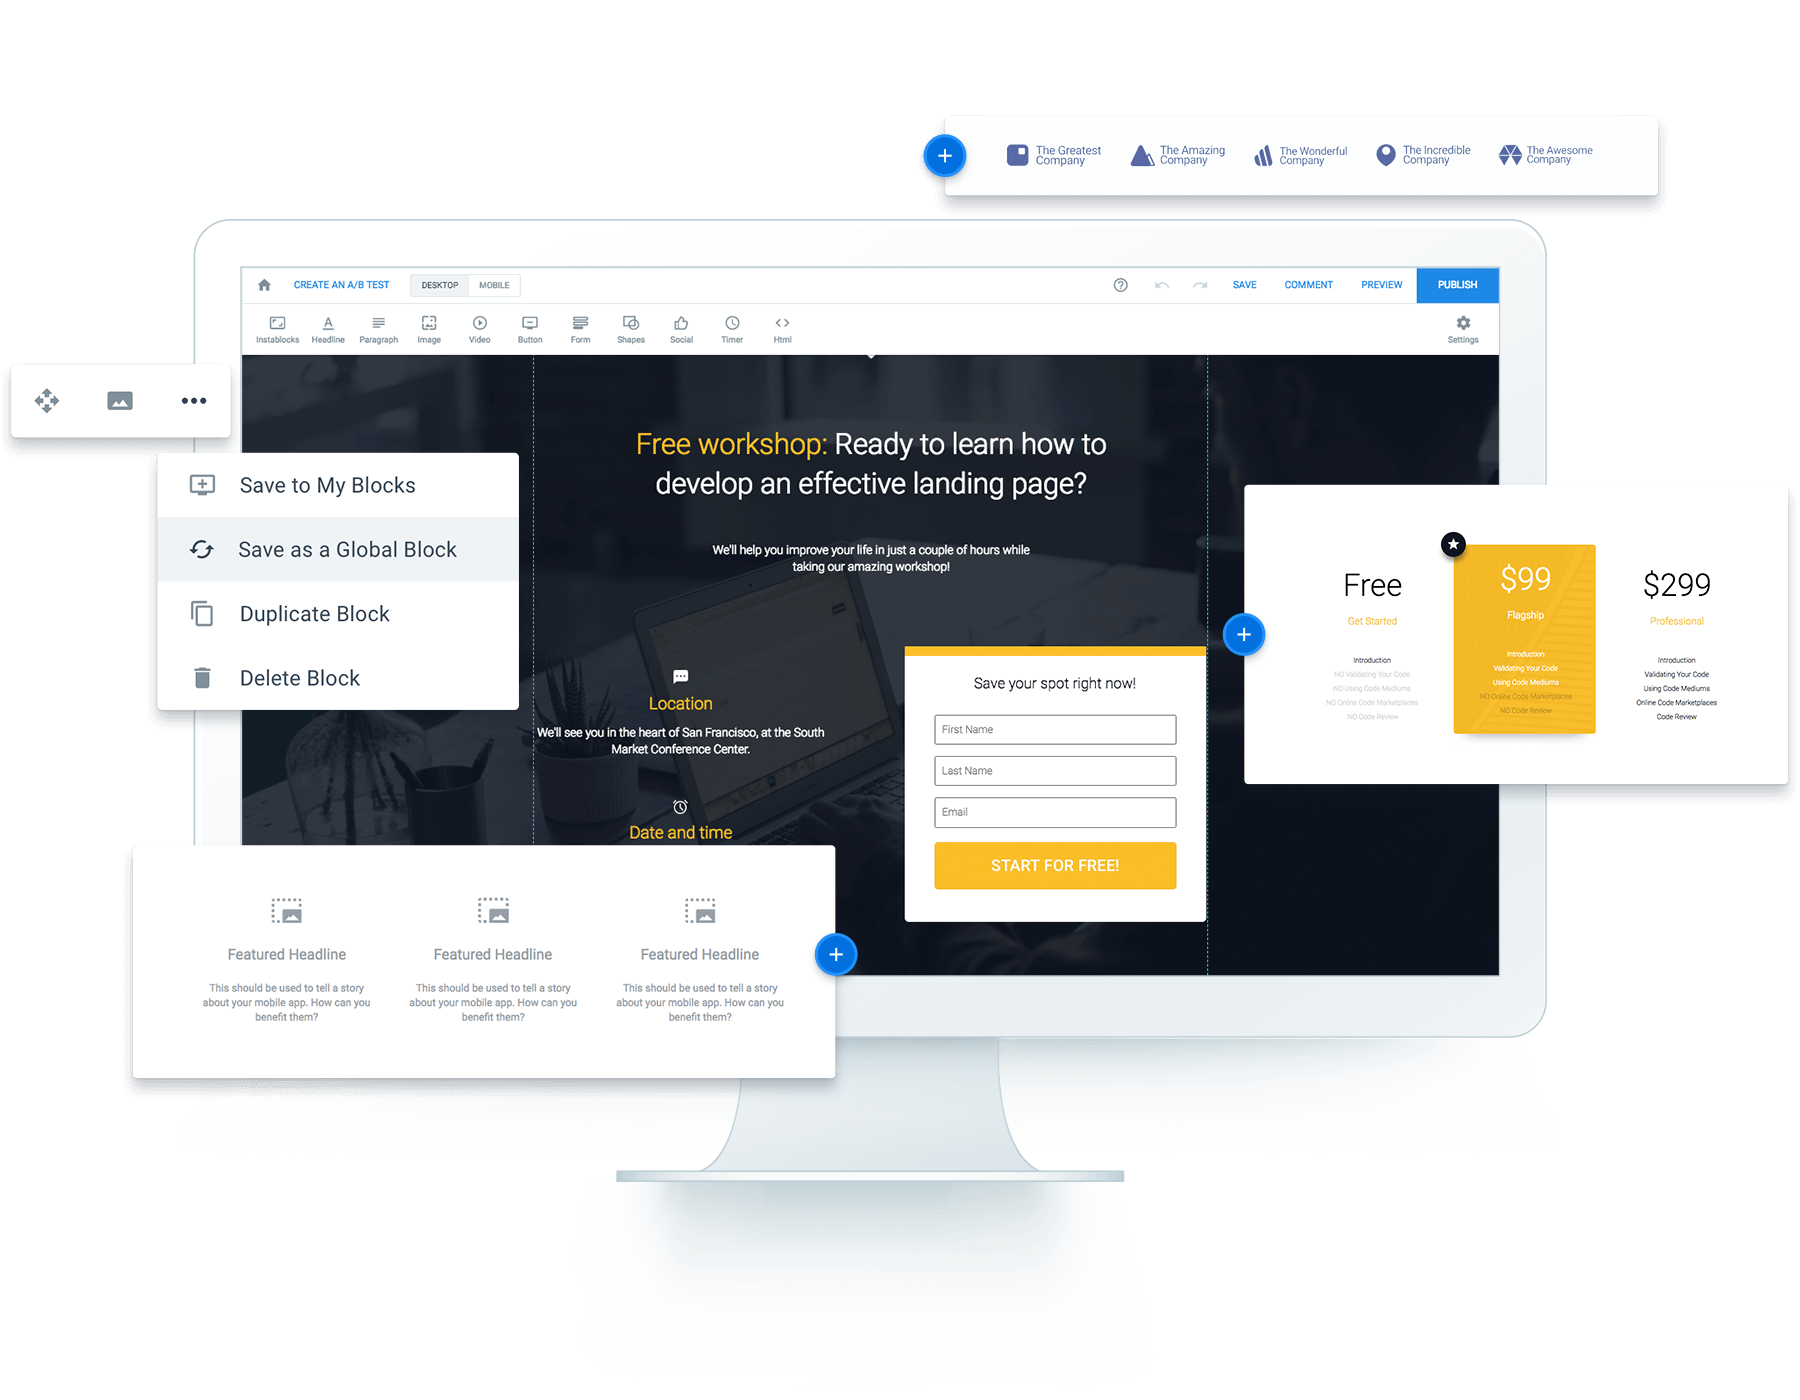 The Greatest
Company
The Amazing
Company
The Wonderful
Company
The Incredible
Company
The Awesome
Company
CREATE AN A/B TEST
DESKTOP
MOBILE
SAVE
COMMENT
PREVIEW
PUBLISH
Instablocks
Headline
Paragraph
Image
Video
Button
Form
Shapes
Social
Timer
Html
Settings
Save to My Blocks
Save as a Global Block
Duplicate Block
Delete Block
Free workshop: Ready to learn how to
develop an effective landing page?
We'll help you improve your life in just a couple of hours while
taking our amazing workshop!
Location
We'll see you in the heart of San Francisco, at the South
Market Conference Center.
Date and time
Save your spot right now!
First Name
Last Name
Email
START FOR FREE!
Free
Get Started
Introduction
NO Validating Your Code
NO Using Code Mediums
NO Online Code Marketplaces
NO Code Review
$99
Flagship
Introduction
Validating Your Code
Using Code Mediums
NO Online Code Marketplaces
NO Code Review
$299
Professional
Introduction
Validating Your Code
Using Code Mediums
Online Code Marketplaces
Code Review
Featured Headline
This should be used to tell a story
about your mobile app. How can you
benefit them?
Featured Headline
This should be used to tell a story
about your mobile app. How can you
benefit them?
Featured Headline
This should be used to tell a story
about your mobile app. How can you
benefit them?